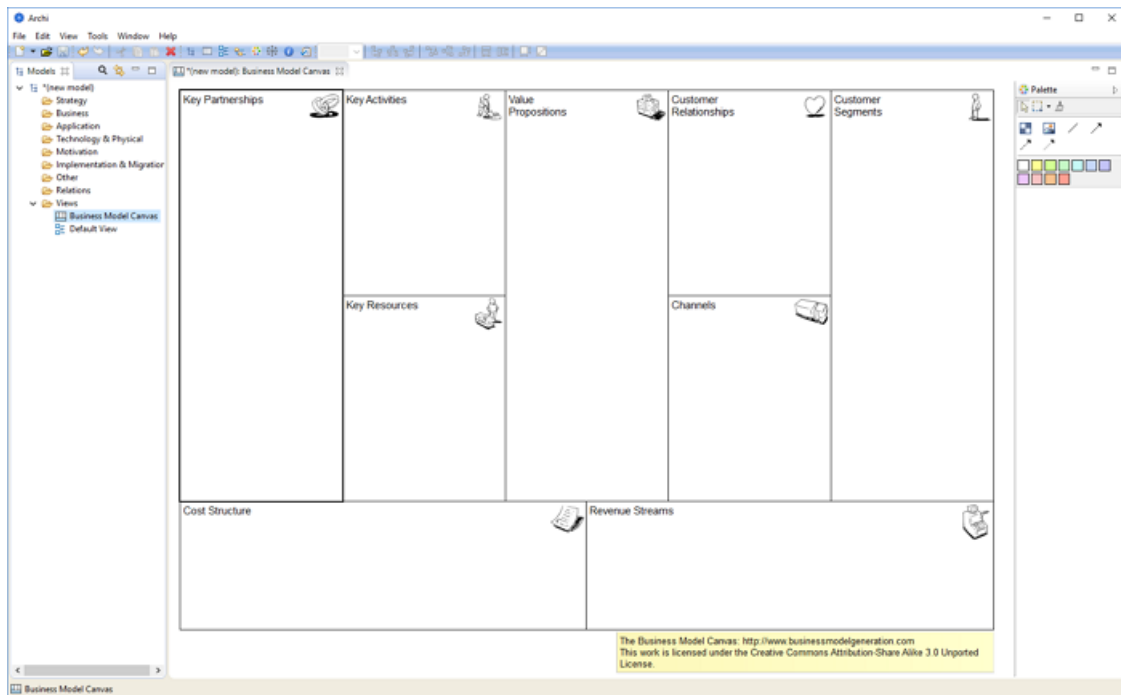 Archi
File Edit View Tools Window Help
Models
*(new model): Business Model Canvas
*(new model)
Strategy
Business
Application
Technology & Physical
Motivation
Implementation & Migration
Other
Relations
Views
Business Model Canvas
Default View
Key Partnerships
Key Activities
Value
Propositions
Customer
Relationships
Customer
Segments
Key Resources
Channels
Cost Structure
Revenue Streams
The Business Model Canvas: http://www.businessmodelgeneration.com
This work is licensed under the Creative Commons Attribution-Share Alike 3.0 Unported
License.
Palette
Business Model Canvas